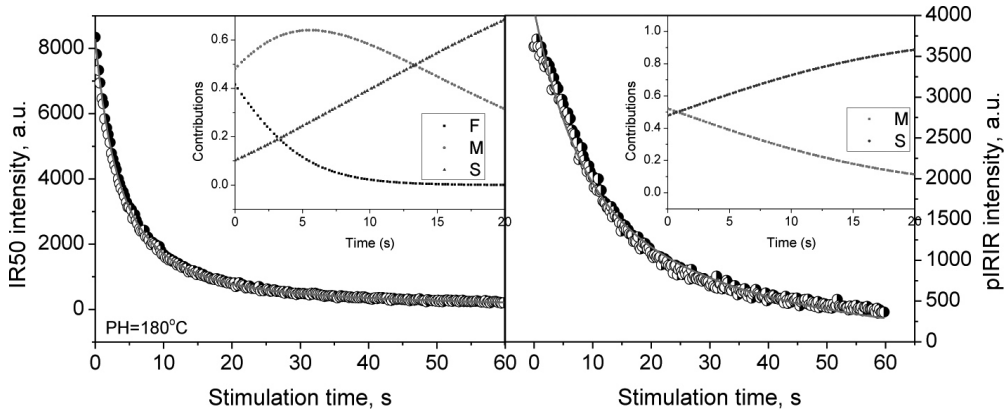 IR50 intensity, a.u.
8000
6000
4000
2000
0
0 10 20 30 40 50 60
Stimulation time, s
PH=180°C
Contributions
0.6
0.4
0.2
0.0
0 5 10 15 20
Time (s)
F
M
S
Contributions
1.0
0.8
0.6
0.4
0.2
0.0
0 5 10 15 20
Time (s)
M
S
0 10 20 30 40 50 60
Stimulation time, s
4000
3500
3000
2500
2000
1500
1000
500
0
pIRIR intensity, a.u.